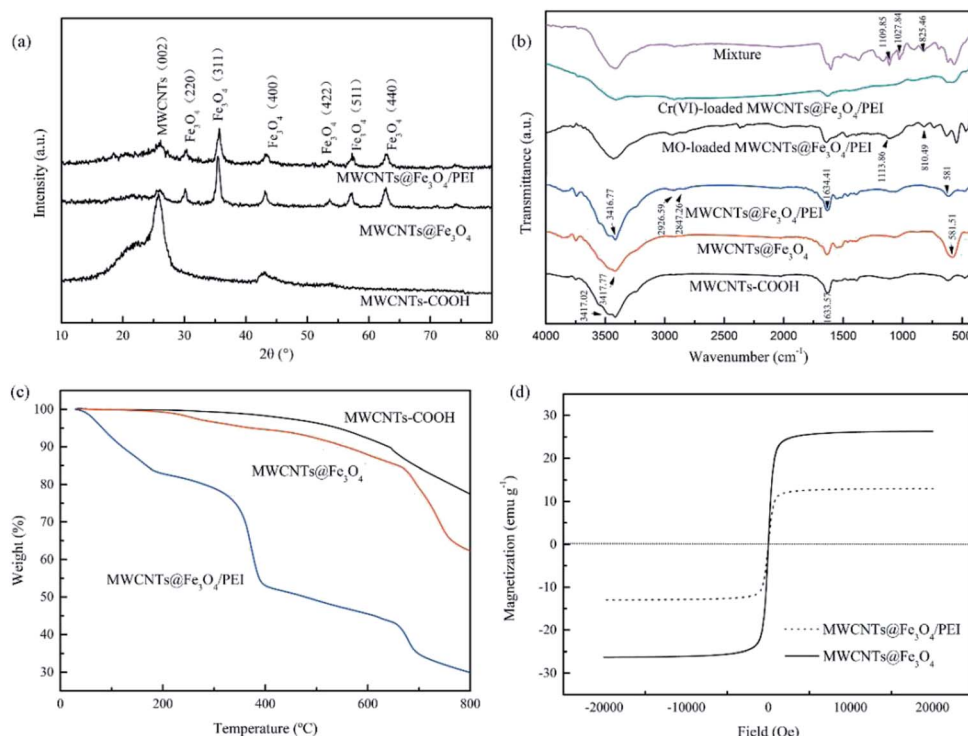 (a)
MWCNTs (002)
Fe₃O₄ (220)
Fe₃O₄ (311)
Fe₃O₄ (400)
Fe₃O₄ (422)
Fe₃O₄ (511)
Fe₃O₄ (440)
MWCNTs@Fe₃O₄/PEI
MWCNTs@Fe₃O₄
MWCNTs-COOH
Intensity (a.u.)
10 20 30 40 50 60 70 80
2θ (°)
(b)
1109.85
1027.84
825.46
Mixture
Cr(VI)-loaded MWCNTs@Fe₃O₄/PEI
MO-loaded MWCNTs@Fe₃O₄/PEI
1113.86
810.49
3416.77
2926.59
2847.26
1634.41
581
MWCNTs@Fe₃O₄/PEI
MWCNTs@Fe₃O₄
581.51
MWCNTs-COOH
3417.02
3417.77
1633.57
Transmittance (a.u.)
4000 3500 3000 2500 2000 1500 1000 500
Wavenumber (cm⁻¹)
(c)
100
90
80
70
60
50
40
30
Weight (%)
MWCNTs-COOH
MWCNTs@Fe₃O₄
MWCNTs@Fe₃O₄/PEI
0 200 400 600 800
Temperature (ºC)
(d)
30
20
10
0
-10
-20
-30
Magnetization (emu g⁻¹)
MWCNTs@Fe₃O₄/PEI
MWCNTs@Fe₃O₄
-20000 -10000 0 10000 20000
Field (Oe)